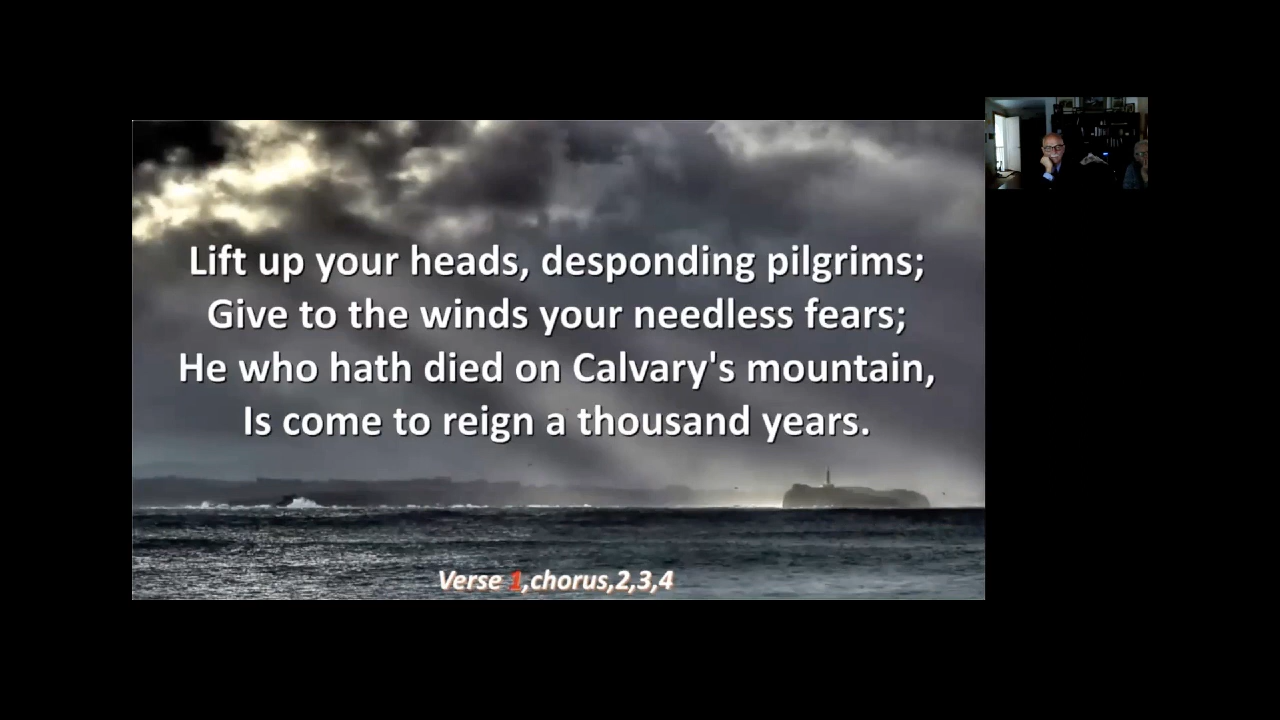 Lift up your heads, desponding pilgrims;
Give to the winds your needless fears;
He who hath died on Calvary's mountain,
Is come to reign a thousand years.
Verse 1,chorus,2,3,4